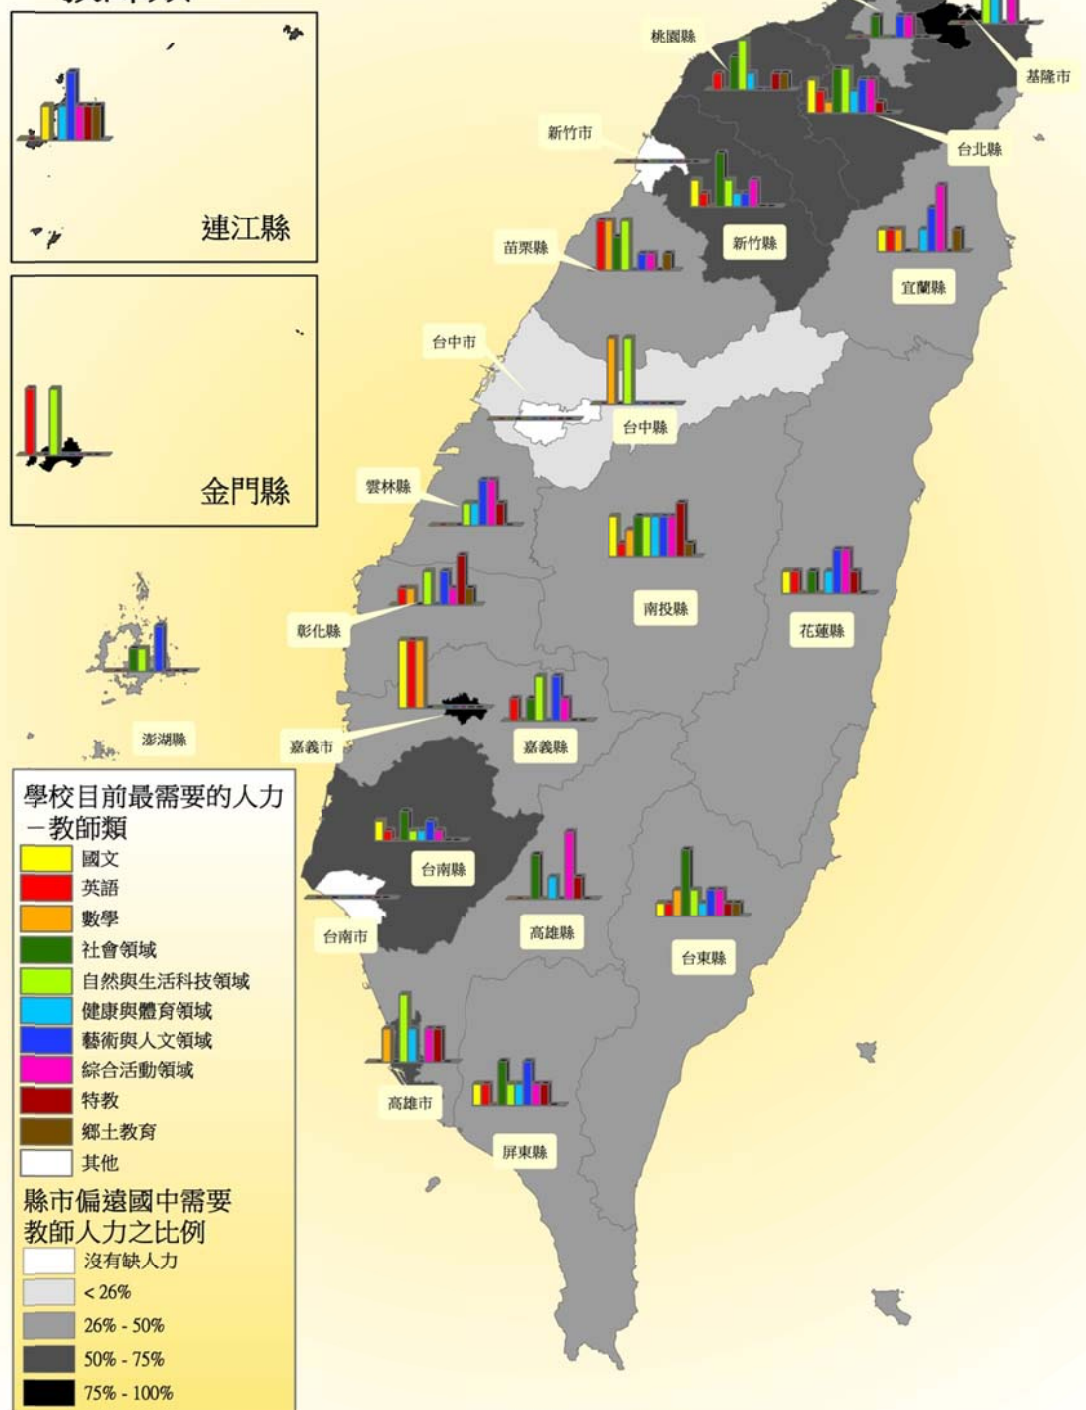 桃園縣
基隆市
新竹市
台北縣
連江縣
苗栗縣
新竹縣
宜蘭縣
台中市
台中縣
金門縣
雲林縣
南投縣
花蓮縣
彰化縣
澎湖縣
嘉義市
嘉義縣
學校目前最需要的人力
－教師類
國文
英語
數學
社會領域
自然與生活科技領域
健康與體育領域
藝術與人文領域
綜合活動領域
特教
鄉土教育
其他
縣市偏遠國中需要
教師人力之比例
沒有缺人力
< 26%
26% - 50%
50% - 75%
75% - 100%
台南縣
台南市
高雄縣
台東縣
高雄市
屏東縣